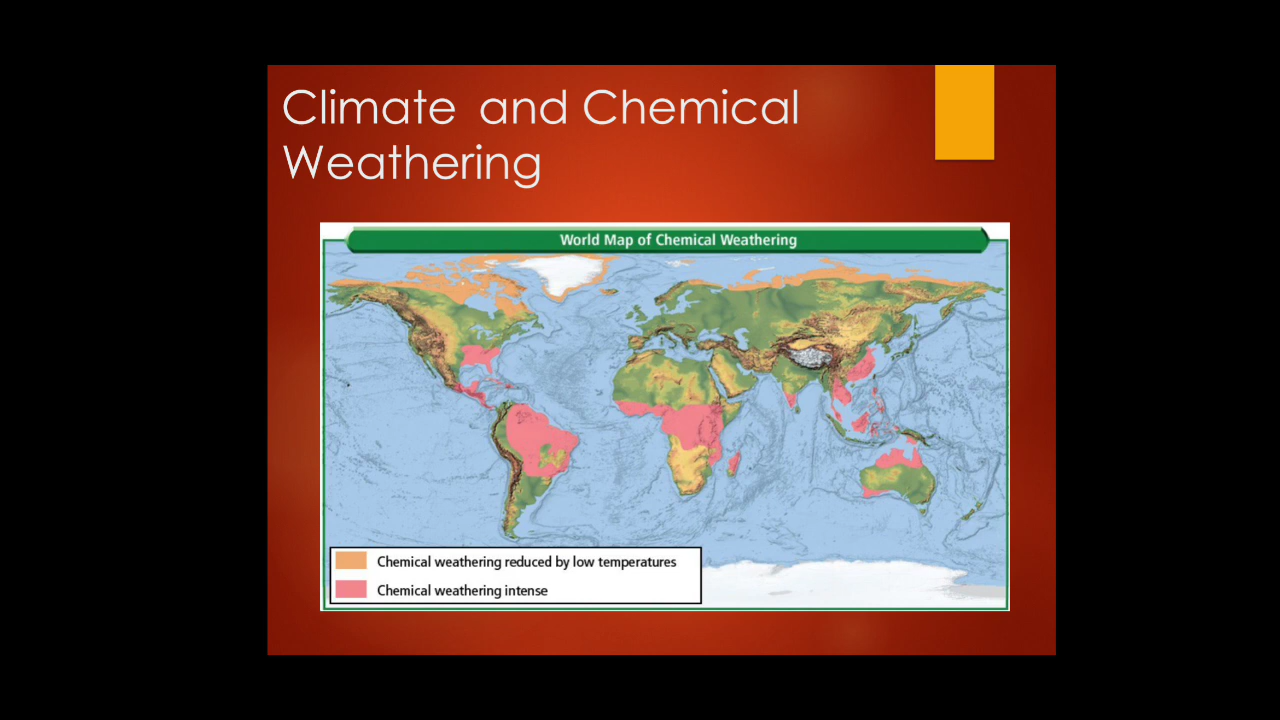 Climate and Chemical
Weathering
World Map of Chemical Weathering
Chemical weathering reduced by low temperatures
Chemical weathering intense